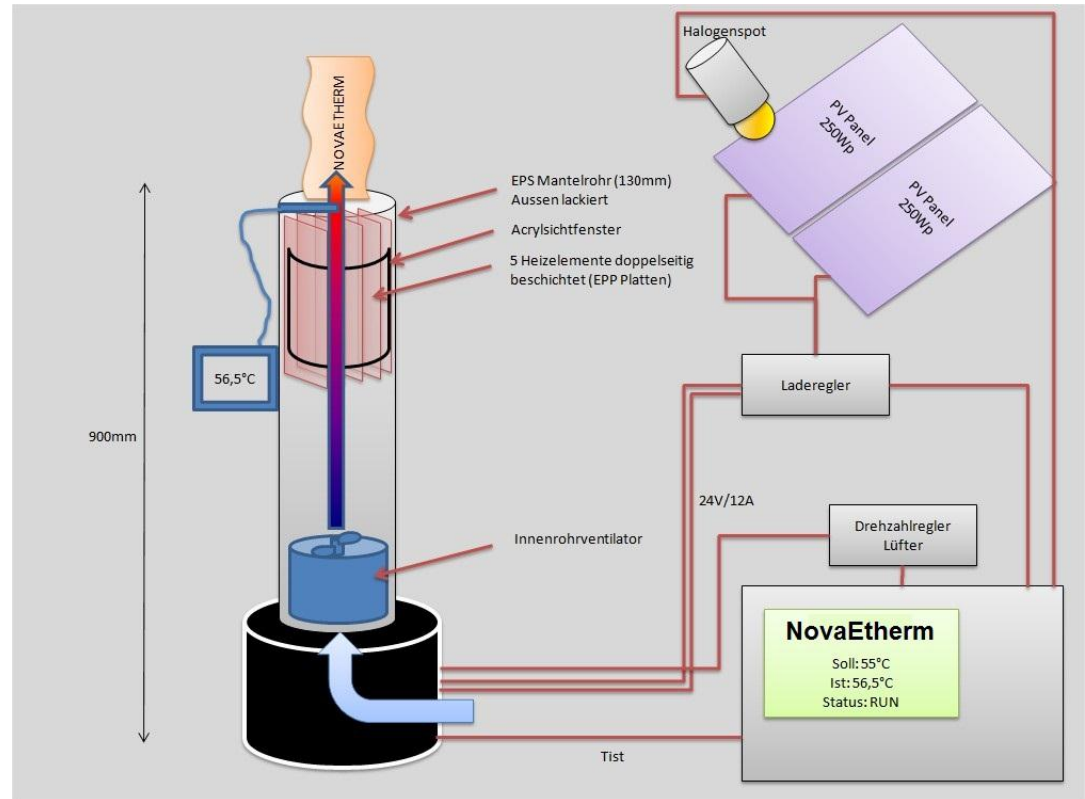 Halogenspot
NOVAETHERM
PV Panel
250Wp
PV Panel
250Wp
EPS Mantelrohr (130mm)
Aussen lackiert
Acrylsichtfenster
5 Heizelemente doppelseitig
beschichtet (EPP Platten)
56,5°C
Laderegler
900mm
24V/12A
Drehzahlregler
Lüfter
Innenrohrventilator
NovaEtherm
Soll: 55°C
Ist: 56,5°C
Status: RUN
Tist